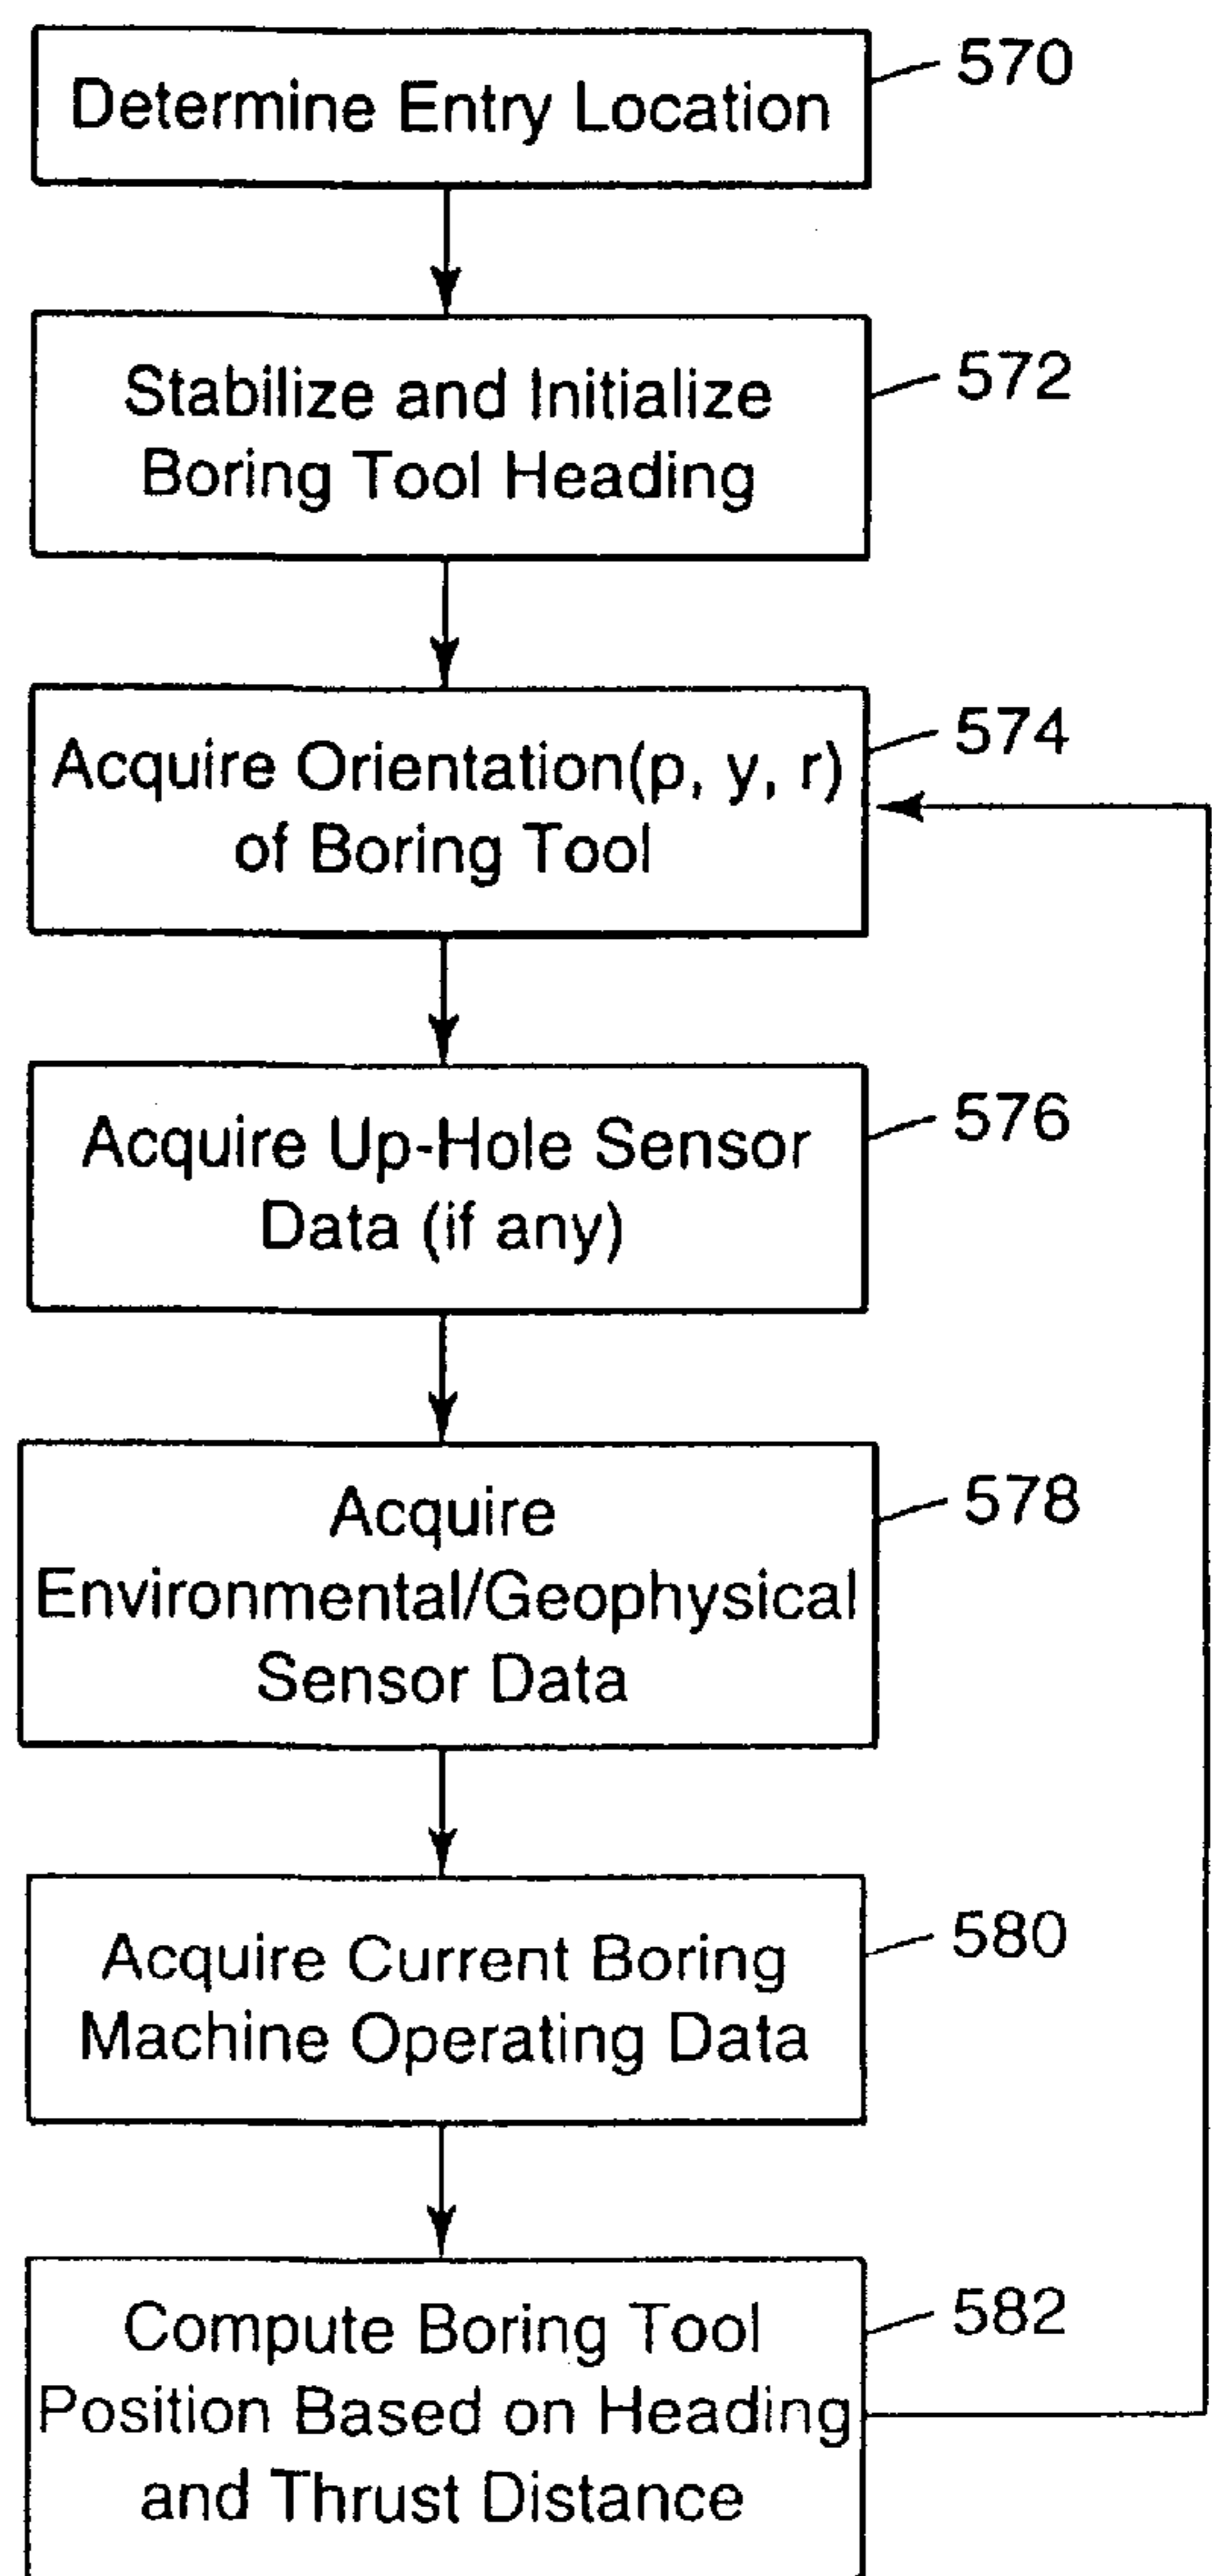 Determine Entry Location
570
Stabilize and Initialize
Boring Tool Heading
572
Acquire Orientation(p, y, r)
of Boring Tool
574
Acquire Up-Hole Sensor
Data (if any)
576
Acquire
Environmental/Geophysical
Sensor Data
578
Acquire Current Boring
Machine Operating Data
580
Compute Boring Tool
Position Based on Heading
and Thrust Distance
582